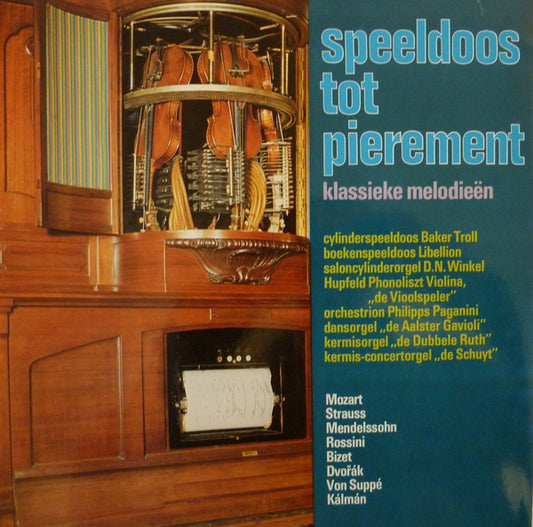 speeldoos
tot
pierement
klassieke melodieën
cylinderspeeldoos Baker Troll
boekenspeeldoos Libellion
saloncylinderorgel D.N. Winkel
Hupfeld Phonoliszt Violina,
„de Vioolspeler”
orchestrion Philipps Paganini
dansorgel „de Aalster Gavioli”
kermisorgel „de Dubbele Ruth”
kermis-concertorgel „de Schuyt”
Mozart
Strauss
Mendelssohn
Rossini
Bizet
Dvořák
Von Suppé
Kálmán